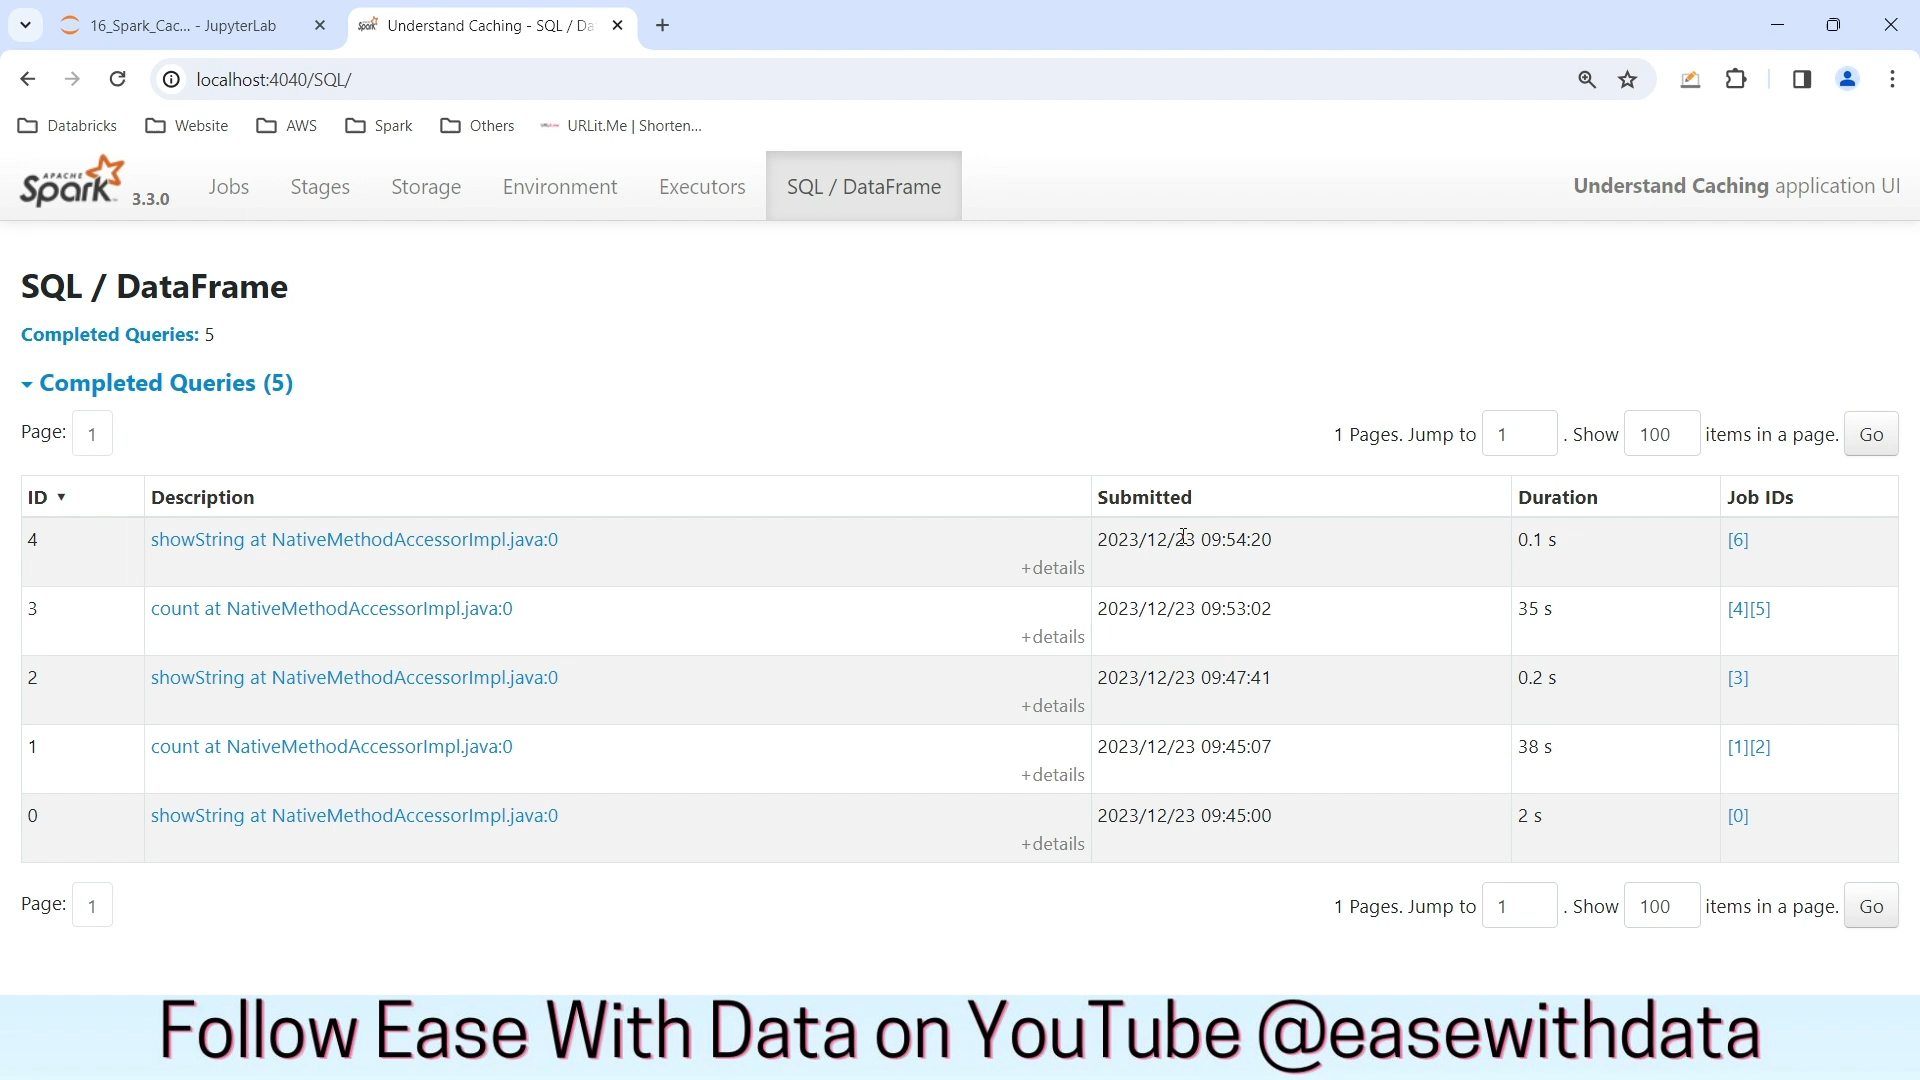 16_Spark_Cac... - JupyterLab
Understand Caching - SQL / Da
localhost:4040/SQL/
Databricks Website AWS Spark Others URLit.Me | Shorten...
APACHE Spark 3.3.0 Jobs Stages Storage Environment Executors SQL / DataFrame Understand Caching application UI
SQL / DataFrame
Completed Queries: 5
Completed Queries (5)
Page: 1 1 Pages. Jump to 1 . Show 100 items in a page. Go
ID Description Submitted Duration Job IDs
4 showString at NativeMethodAccessorImpl.java:0 2023/12/23 09:54:20 0.1 s [6]
+details
3 count at NativeMethodAccessorImpl.java:0 2023/12/23 09:53:02 35 s [4][5]
+details
2 showString at NativeMethodAccessorImpl.java:0 2023/12/23 09:47:41 0.2 s [3]
+details
1 count at NativeMethodAccessorImpl.java:0 2023/12/23 09:45:07 38 s [1][2]
+details
0 showString at NativeMethodAccessorImpl.java:0 2023/12/23 09:45:00 2 s [0]
+details
Page: 1 1 Pages. Jump to 1 . Show 100 items in a page. Go
Follow Ease With Data on YouTube @easewithdata